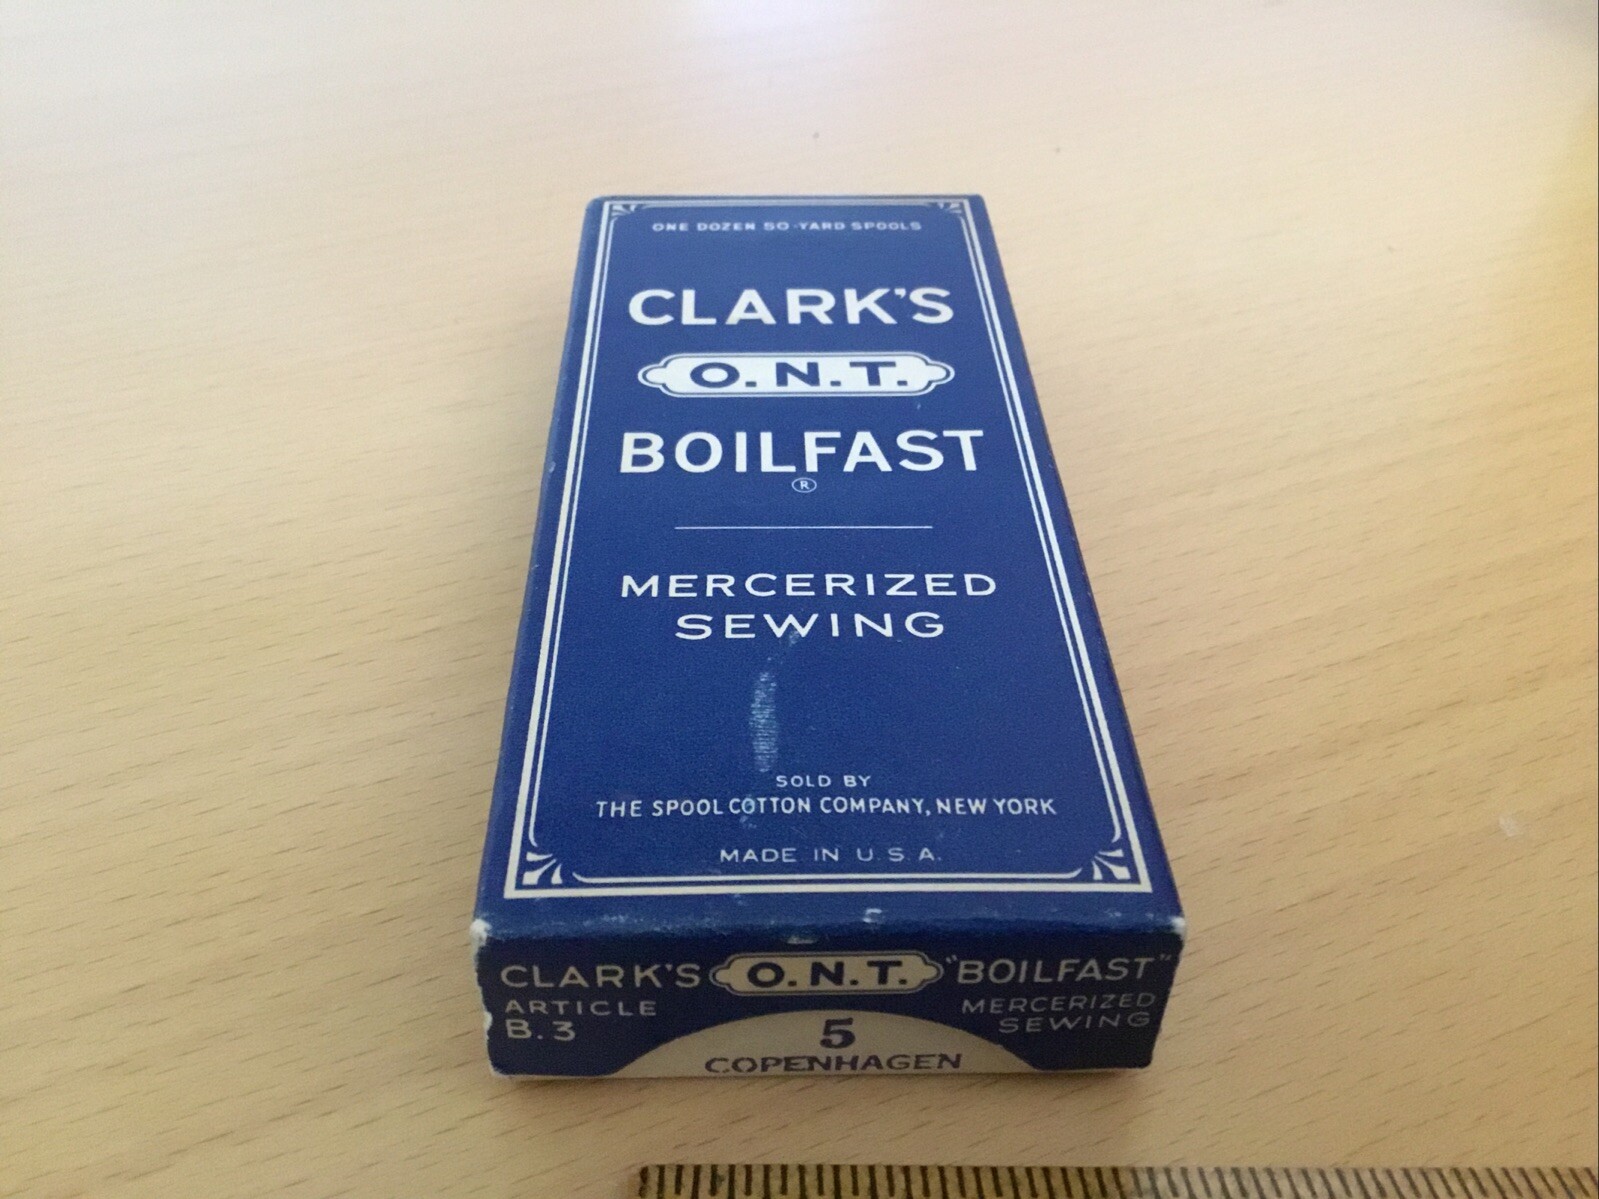 ONE DOZEN 50-YARD SPOOLS
CLARK'S
O.N.T.
BOILFAST
®
MERCERIZED
SEWING
SOLD BY
THE SPOOL COTTON COMPANY, NEW YORK
MADE IN U.S.A.
CLARK'S O.N.T. "BOILFAST"
ARTICLE
B.3
MERCERIZED
SEWING
5
COPENHAGEN